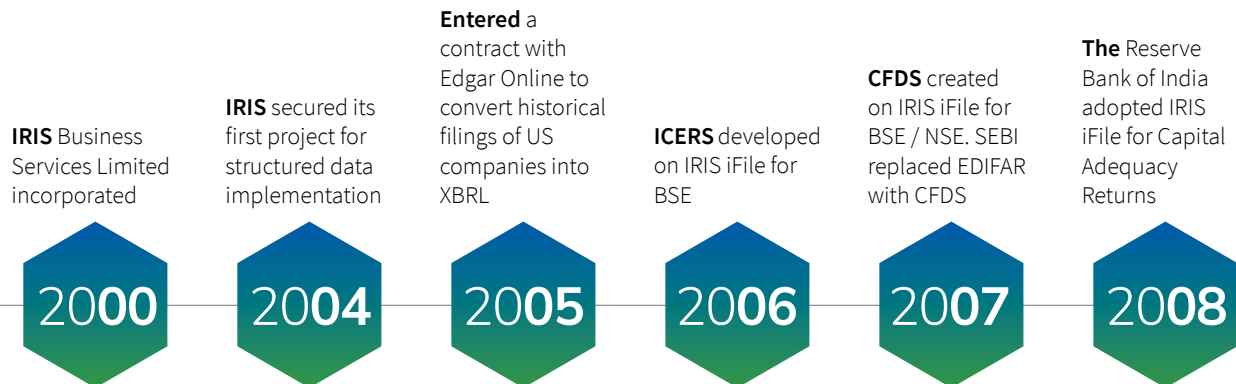 IRIS Business
Services Limited
incorporated
2000
IRIS secured its
first project for
structured data
implementation
2004
Entered a
contract with
Edgar Online to
convert historical
filings of US
companies into
XBRL
2005
ICERS developed
on IRIS iFile for
BSE
2006
CFDS created
on IRIS iFile for
BSE / NSE. SEBI
replaced EDIFAR
with CFDS
2007
The Reserve
Bank of India
adopted IRIS
iFile for Capital
Adequacy
Returns
2008